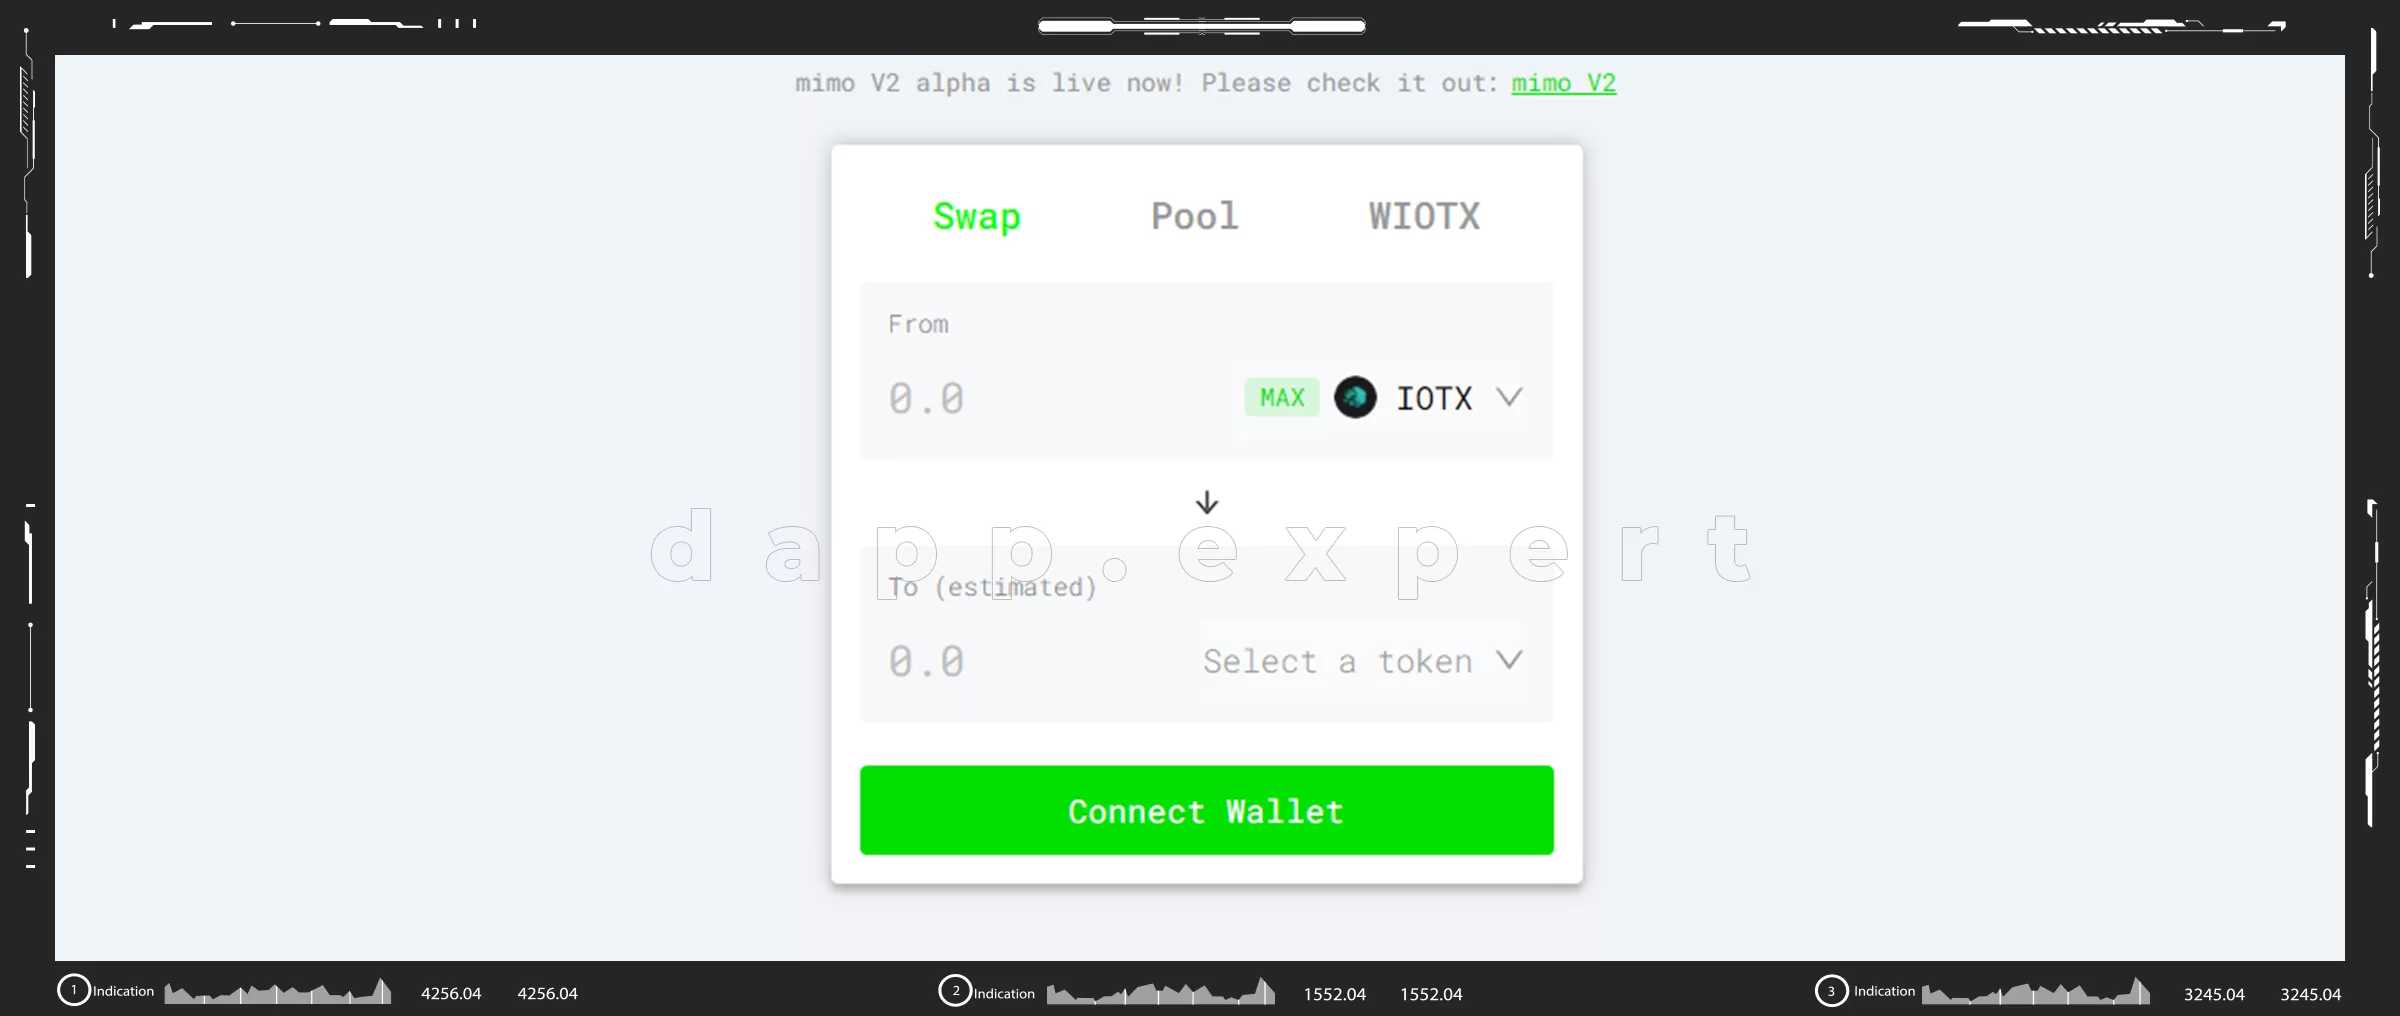 mimo V2 alpha is live now! Please check it out: mimo V2
Swap Pool WIOTX
From
0.0 MAX IOTX
dapp.expert
To (estimated)
0.0 Select a token
Connect Wallet
1 Indication 4256.04 4256.04 2 Indication 1552.04 1552.04 3 Indication 3245.04 3245.04